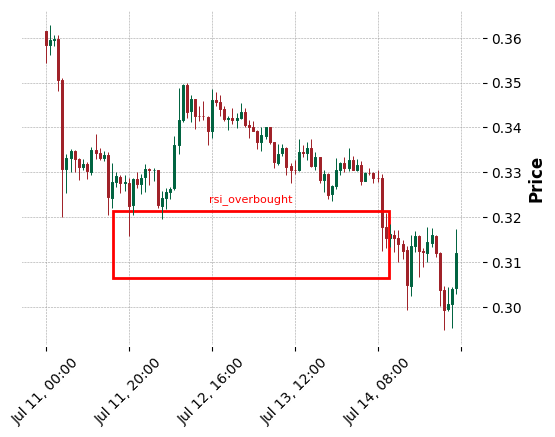 0.36
0.35
0.34
0.33
0.32
0.31
0.30
Price
rsi_overbought
Jul 11, 00:00
Jul 11, 20:00
Jul 12, 16:00
Jul 13, 12:00
Jul 14, 08:00